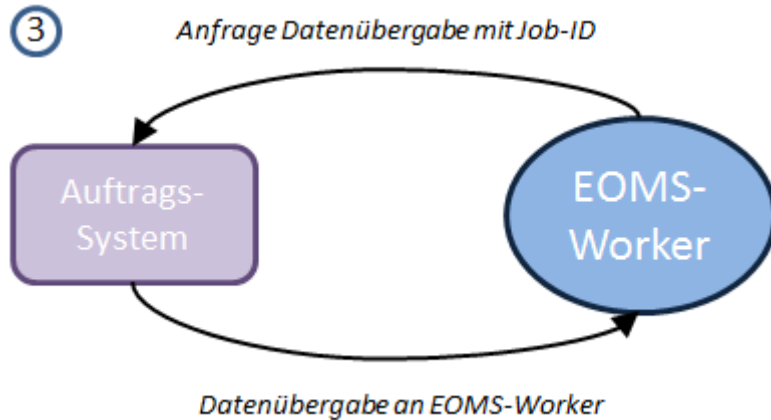 3
Anfrage Datenübergabe mit Job-ID
Auftrags-
System
EOMS-
Worker
Datenübergabe an EOMS-Worker